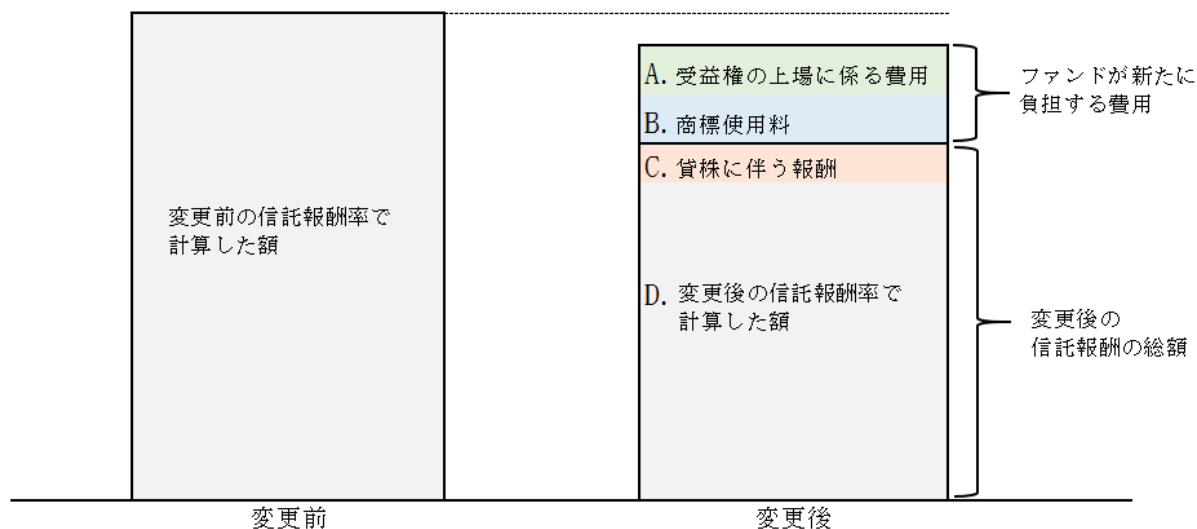 変更前の信託報酬率で
計算した額
A. 受益権の上場に係る費用
B. 商標使用料
C. 貸株に伴う報酬
D. 変更後の信託報酬率で
計算した額
ファンドが新たに
負担する費用
変更後の
信託報酬の総額
変更前
変更後